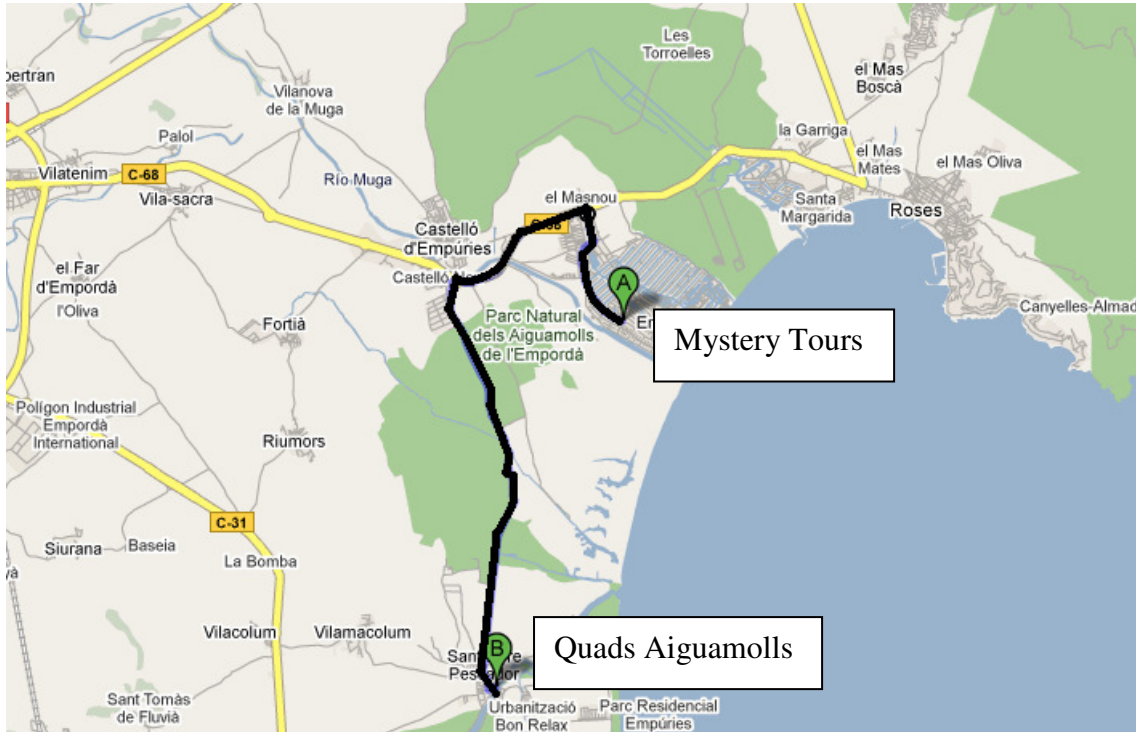 Les
Torroelles
el Mas
Boscà
pertran
Vilanova
de la Muga
Palol
la Garriga
el Mas
Mates
el Mas Oliva
Vilatenim
C-68
Vila-sacra
Río Muga
el Masnou
Santa
Margarida
Roses
Castelló
d'Empúries
Castelló
el Far
d'Empordà
l'Oliva
A
Parc Natural
dels Aiguamolls
de l'Empordà
Canyelles-Almad
Fortià
Mystery Tours
Polígon Industrial
Empordà
International
Riumors
C-31
Siurana
Baseia
La Bomba
yà
Vilacolum
Vilamacolum
B
Quads Aiguamolls
Sant Tomàs
de Fluvià
Urbanització
Bon Relax
Parc Residencial
Empúries